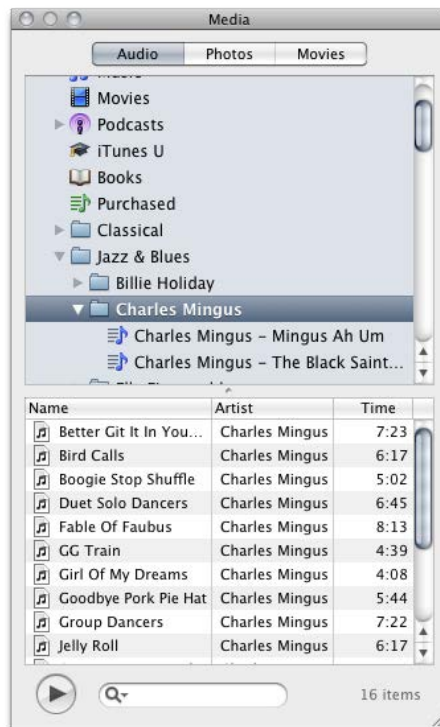 Media
Audio Photos Movies
Movies
Podcasts
iTunes U
Books
Purchased
Classical
Jazz & Blues
Billie Holiday
Charles Mingus
Charles Mingus – Mingus Ah Um
Charles Mingus – The Black Saint...
Name Artist Time
Better Git It In You... Charles Mingus 7:23
Bird Calls Charles Mingus 6:17
Boogie Stop Shuffle Charles Mingus 5:02
Duet Solo Dancers Charles Mingus 6:45
Fable Of Faubus Charles Mingus 8:13
GG Train Charles Mingus 4:39
Girl Of My Dreams Charles Mingus 4:08
Goodbye Pork Pie Hat Charles Mingus 5:44
Group Dancers Charles Mingus 7:22
Jelly Roll Charles Mingus 6:17
16 items